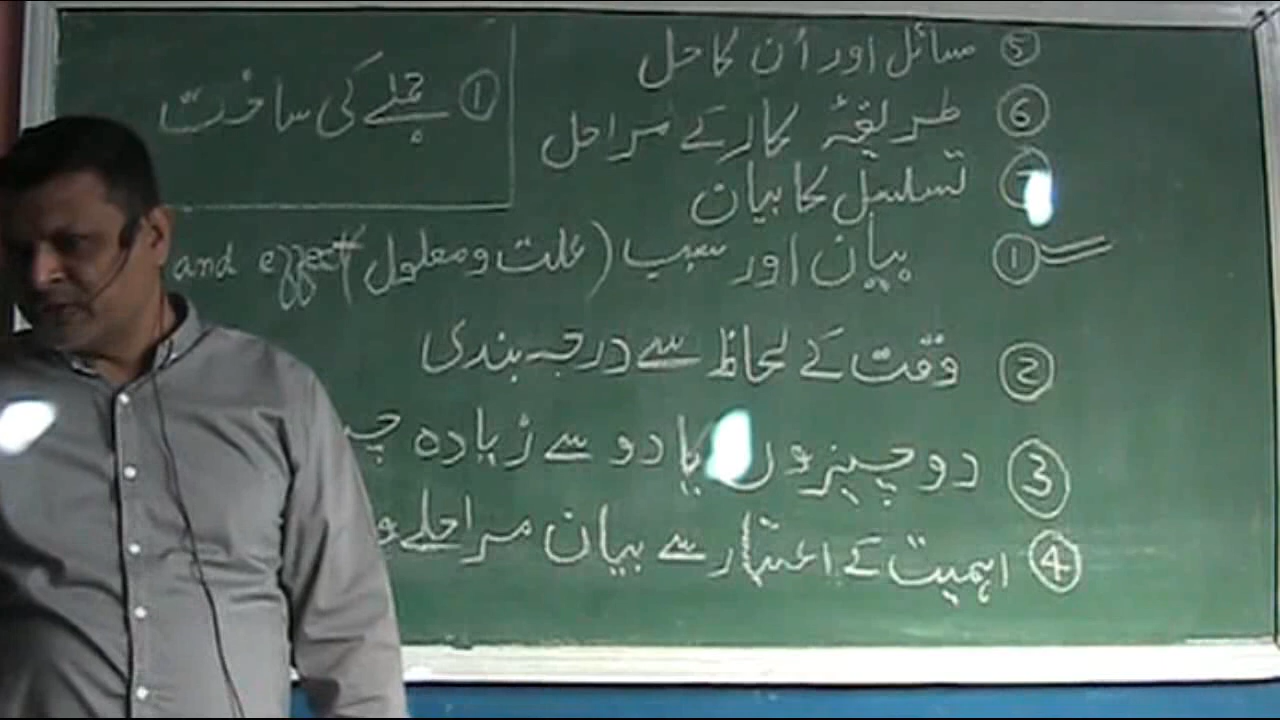 ⑤ مسائل اور اُن کا حل
⑥ طریقۂ کار کے مراحل
تسلسل کا بیان
① بیان اور سبب (علت و معلول) and effect
② وقت کے لحاظ سے درجہ بندی
③ دو چیزوں یا دو سے زیادہ
④ اہمیت کے اعتبار سے بیان مراحلے
① جملے کی ساخت